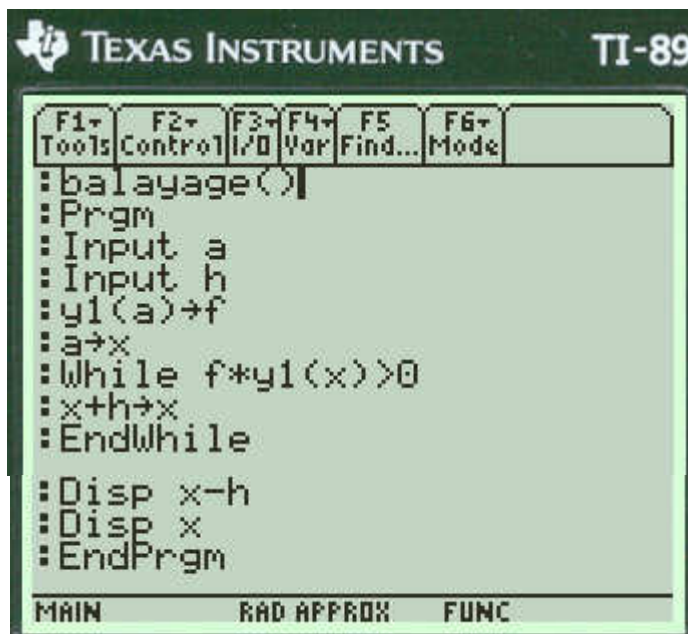 TEXAS INSTRUMENTS TI-89
F1▾ F2▾ F3▾ F4▾ F5 F6▾
Tools Control I/O Var Find... Mode
:balayage()
:Prgm
:Input a
:Input h
:y1(a)→f
:a→x
:While f*y1(x)>0
:x+h→x
:EndWhile
:Disp x-h
:Disp x
:EndPrgm
MAIN RAD APPROX FUNC